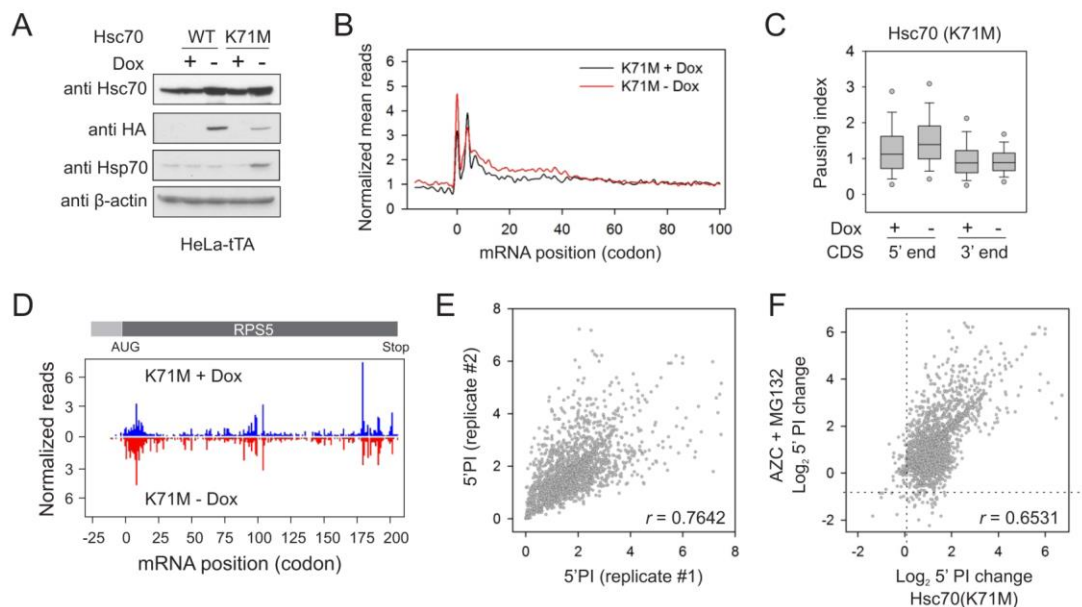 A
Hsc70 WT K71M
Dox + - + -
anti Hsc70
anti HA
anti Hsp70
anti β-actin
HeLa-tTA
B
Normalized mean reads
7
6
5
4
3
2
1
0
K71M + Dox
K71M - Dox
0 20 40 60 80 100
mRNA position (codon)
C
Hsc70 (K71M)
Pausing index
4
3
2
1
0
Dox + - + -
CDS 5' end 3' end
D
RPS5
AUG Stop
Normalized reads
6
3
0
3
6
K71M + Dox
K71M - Dox
-25 0 25 50 75 100 125 150 175 200
mRNA position (codon)
E
5'PI (replicate #2)
8
6
4
2
0
r = 0.7642
0 2 4 6 8
5'PI (replicate #1)
F
AZC + MG132
Log₂ 5' PI change
6
4
2
0
-2
r = 0.6531
-2 0 2 4 6
Log₂ 5' PI change
Hsc70(K71M)